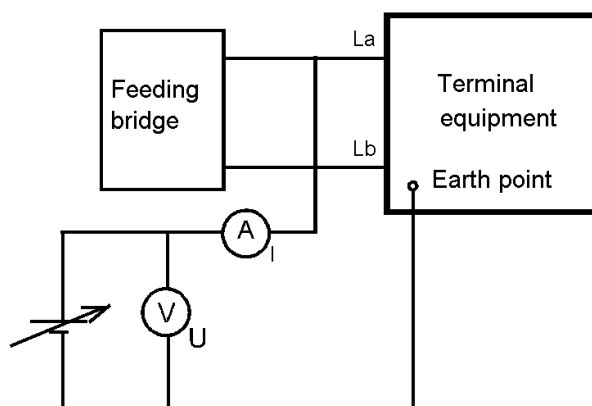 La
Feeding
bridge
Terminal
equipment
Lb
Earth point
A
I
V
U